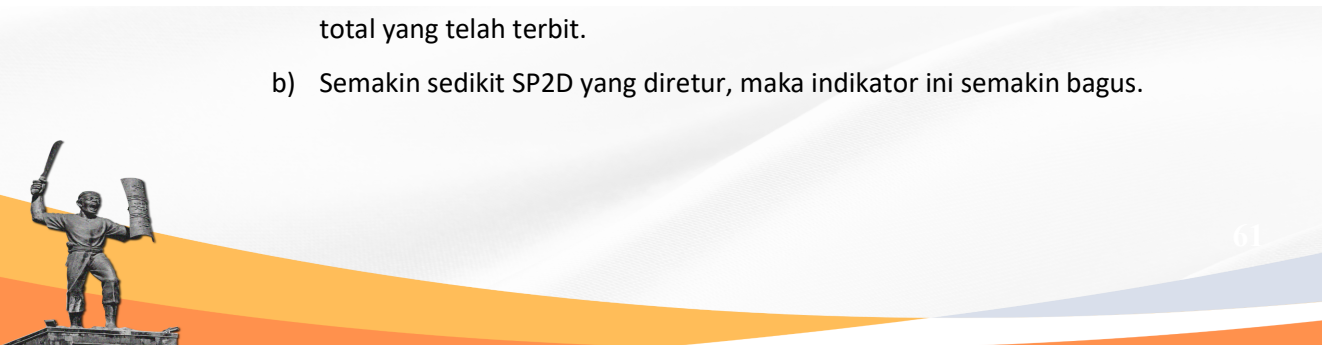 total yang telah terbit.
b) Semakin sedikit SP2D yang diretur, maka indikator ini semakin bagus.
61